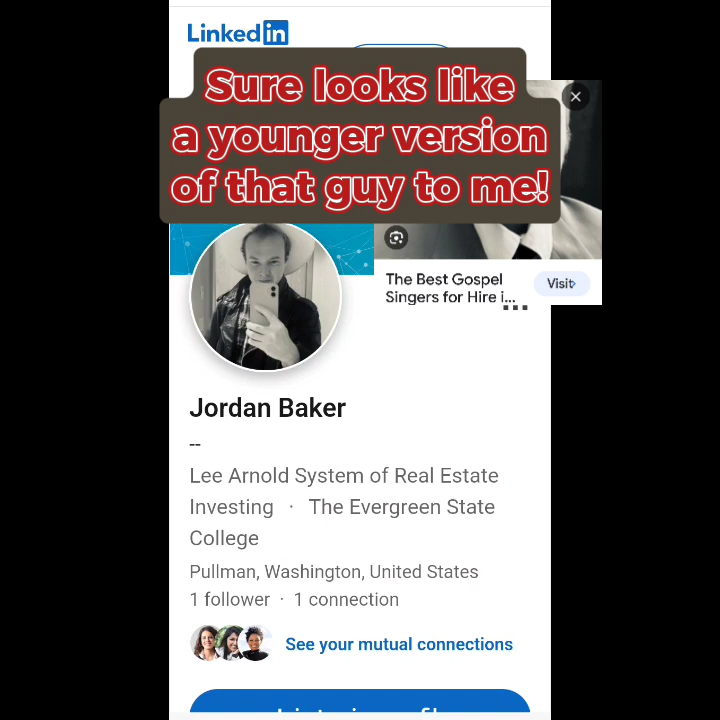 Linked in
Sure looks like
a younger version
of that guy to me!
The Best Gospel
Singers for Hire i...
Visit
Jordan Baker
--
Lee Arnold System of Real Estate
Investing · The Evergreen State
College
Pullman, Washington, United States
1 follower · 1 connection
See your mutual connections